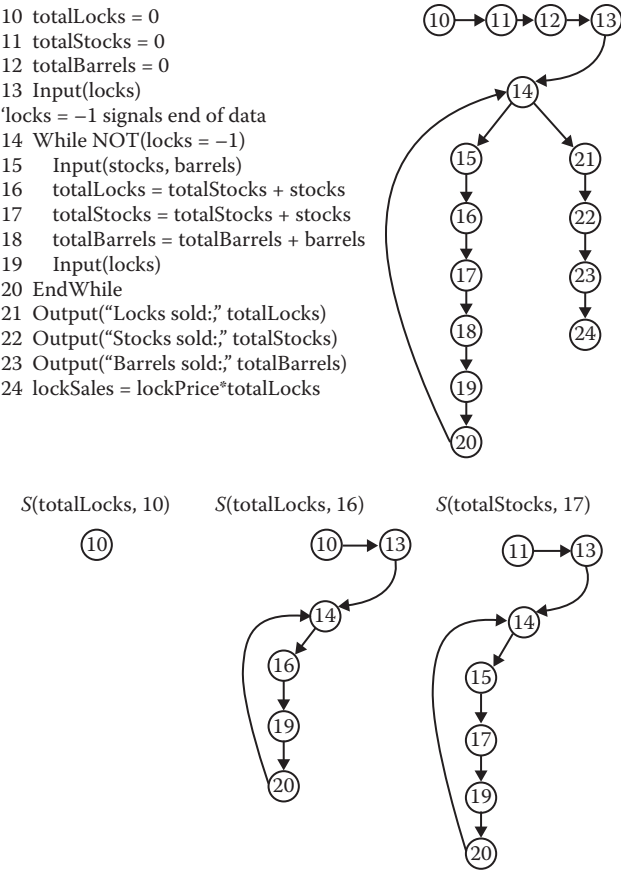 10 totalLocks = 0
11 totalStocks = 0
12 totalBarrels = 0
13 Input(locks)
‘locks = −1 signals end of data
14 While NOT(locks = −1)
15 Input(stocks, barrels)
16 totalLocks = totalStocks + stocks
17 totalStocks = totalStocks + stocks
18 totalBarrels = totalBarrels + barrels
19 Input(locks)
20 EndWhile
21 Output(“Locks sold:,” totalLocks)
22 Output(“Stocks sold:,” totalStocks)
23 Output(“Barrels sold:,” totalBarrels)
24 lockSales = lockPrice*totalLocks
10 11 12 13
14
15 21
16 22
17 23
18 24
19
20
S(totalLocks, 10) S(totalLocks, 16) S(totalStocks, 17)
10 10 13 11 13
14 14
16 15
19 17
20 19
20